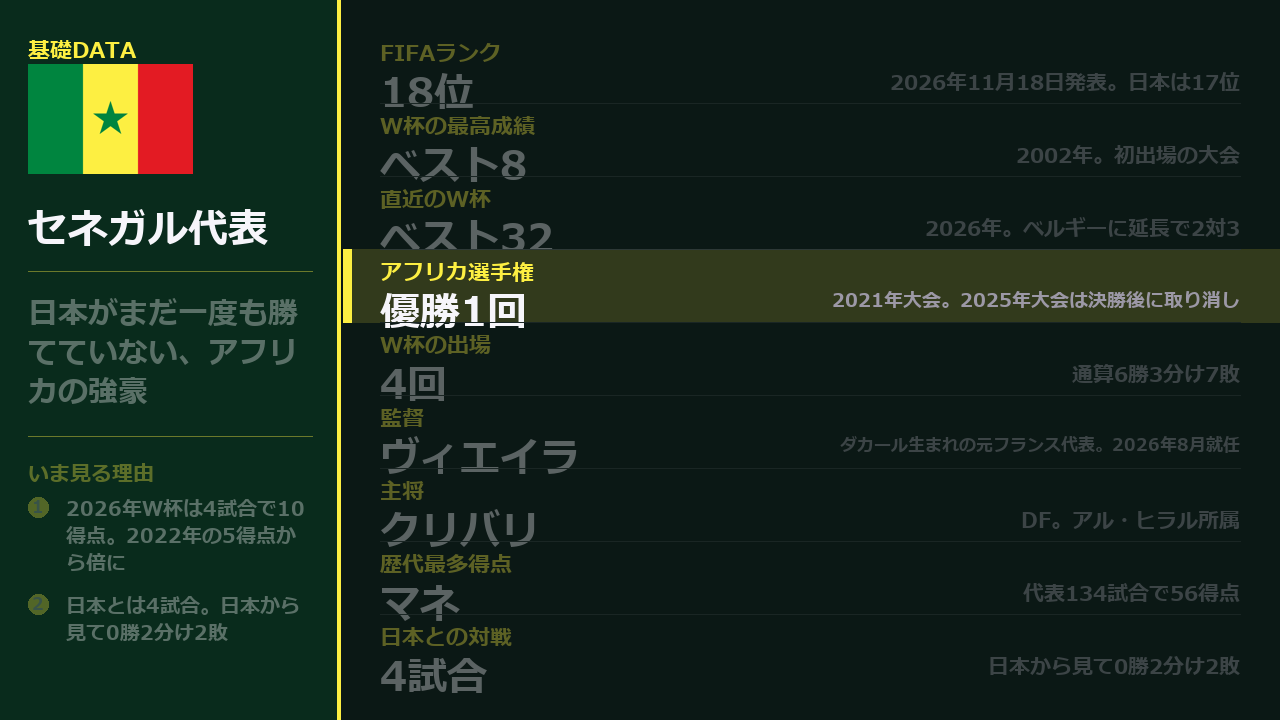 基礎DATA
セネガル代表
日本がまだ一度も勝
てていない、アフリ
カの強豪
いま見る理由
1 2026年W杯は4試合で10
得点。2022年の5得点か
ら倍に
2 日本とは4試合。日本から
見て0勝2分け2敗
FIFAランク
18位 2026年11月18日発表。日本は17位
W杯の最高成績
ベスト8 2002年。初出場の大会
直近のW杯
ベスト32 2026年。ベルギーに延長で2対3
アフリカ選手権
優勝1回 2021年大会。2025年大会は決勝後に取り消し
W杯の出場
4回 通算6勝3分け7敗
監督
ヴィエイラ ダカール生まれの元フランス代表。2026年8月就任
主将
クリバリ DF。アル・ヒラル所属
歴代最多得点
マネ 代表134試合で56得点
日本との対戦
4試合 日本から見て0勝2分け2敗